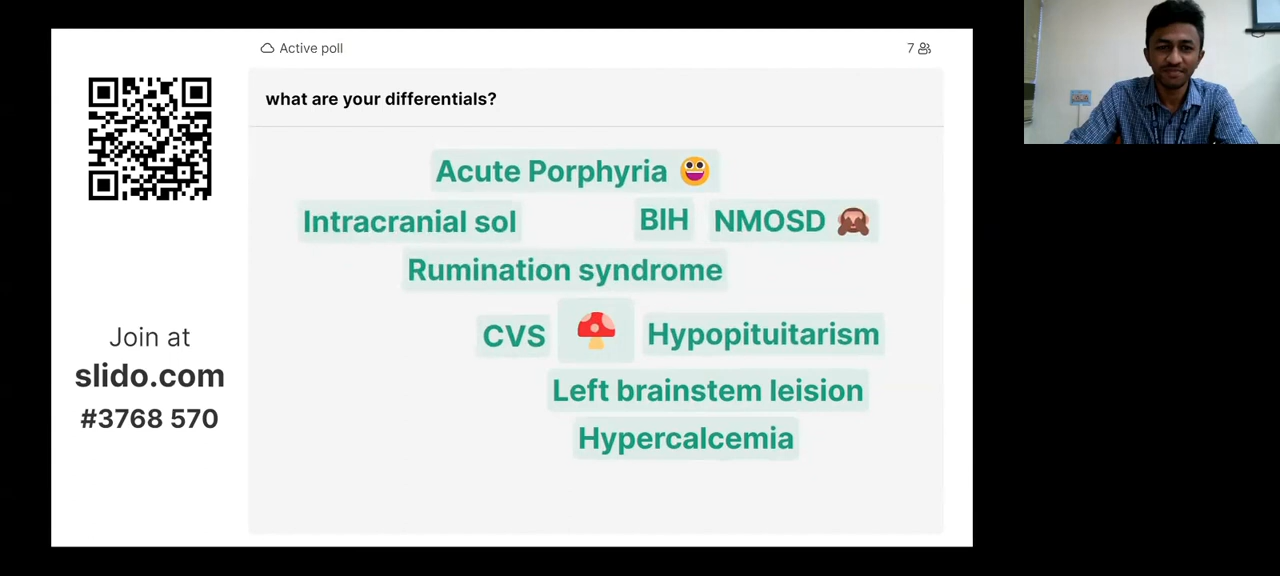 Active poll
7
what are your differentials?
Acute Porphyria 😀
Intracranial sol
BIH
NMOSD 🙈
Rumination syndrome
CVS
🍄
Hypopituitarism
Left brainstem leision
Hypercalcemia
Join at
slido.com
#3768 570